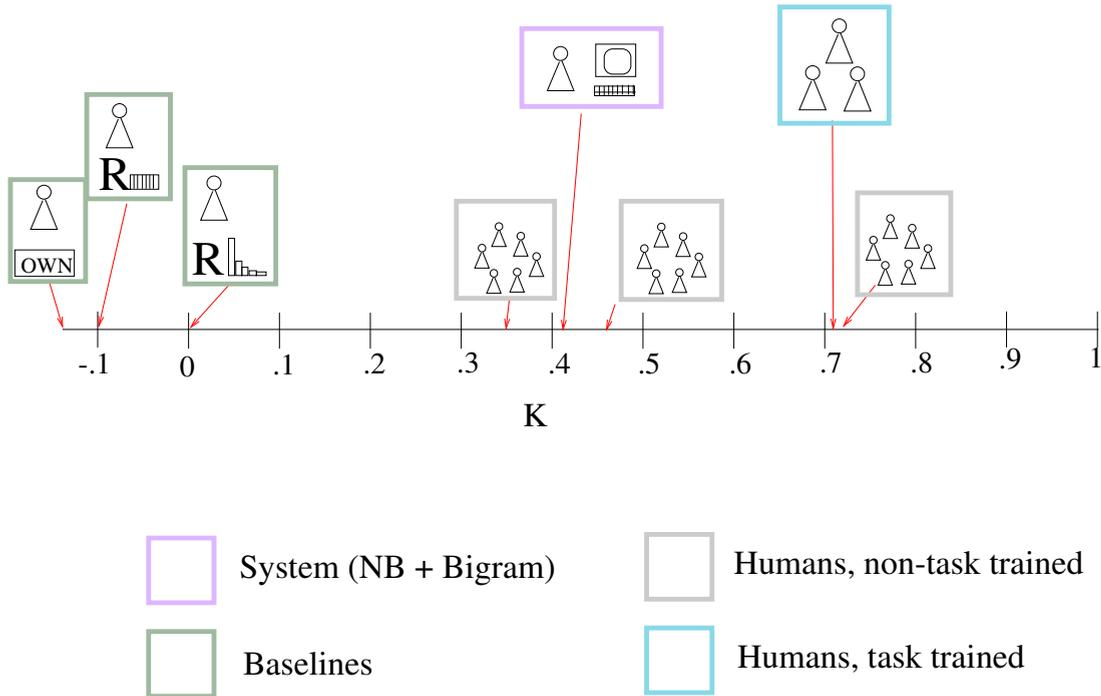 R
OWN
R
-.1 0 .1 .2 .3 .4 .5 .6 .7 .8 .9 1
K
System (NB + Bigram)
Humans, non-task trained
Baselines
Humans, task trained